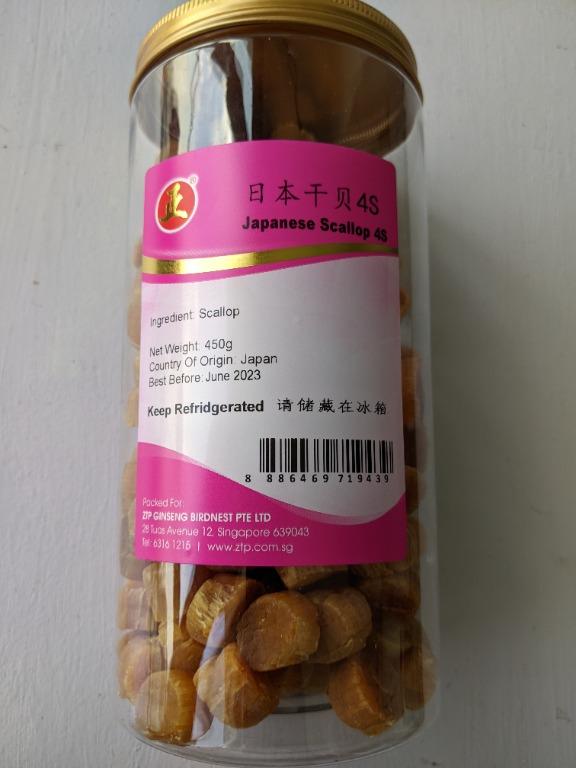 正
日本干贝4S
Japanese Scallop 4S
Ingredient: Scallop
Net Weight: 450g
Country Of Origin: Japan
Best Before: June 2023
Keep Refridgerated 请储藏在冰箱
8 886469 719439
Packed For:
ZTP GINSENG BIRDNEST PTE LTD
28 Tuas Avenue 12, Singapore 639043
Tel: 6316 1215 | www.ztp.com.sg